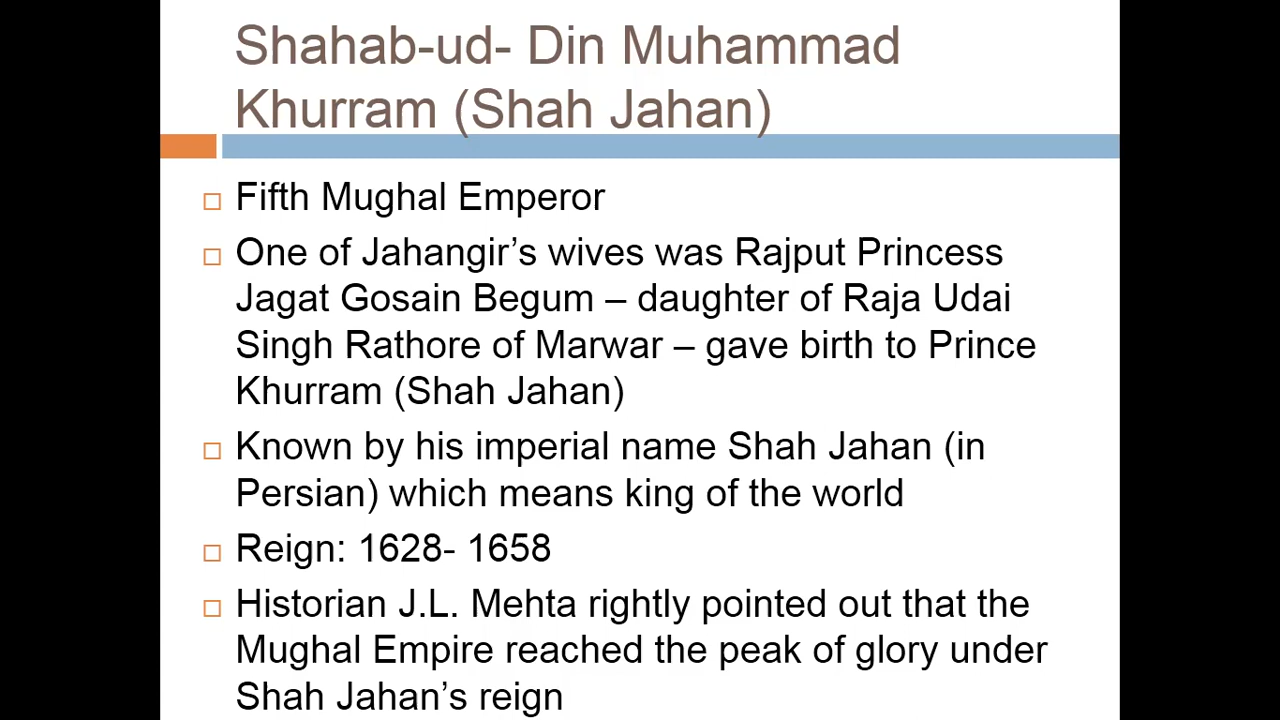 Shahab-ud- Din Muhammad
Khurram (Shah Jahan)
Fifth Mughal Emperor
One of Jahangir’s wives was Rajput Princess
Jagat Gosain Begum – daughter of Raja Udai
Singh Rathore of Marwar – gave birth to Prince
Khurram (Shah Jahan)
Known by his imperial name Shah Jahan (in
Persian) which means king of the world
Reign: 1628- 1658
Historian J.L. Mehta rightly pointed out that the
Mughal Empire reached the peak of glory under
Shah Jahan’s reign